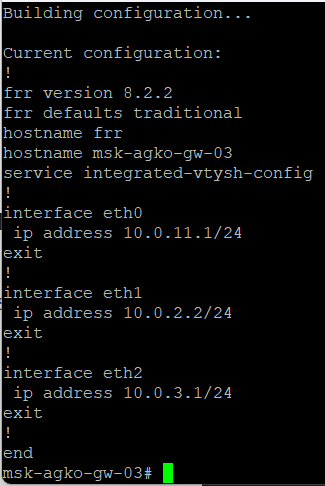 Building configuration...
Current configuration:
!
frr version 8.2.2
frr defaults traditional
hostname frr
hostname msk-agko-gw-03
service integrated-vtysh-config
!
interface eth0
 ip address 10.0.11.1/24
exit
!
interface eth1
 ip address 10.0.2.2/24
exit
!
interface eth2
 ip address 10.0.3.1/24
exit
!
end
msk-agko-gw-03#